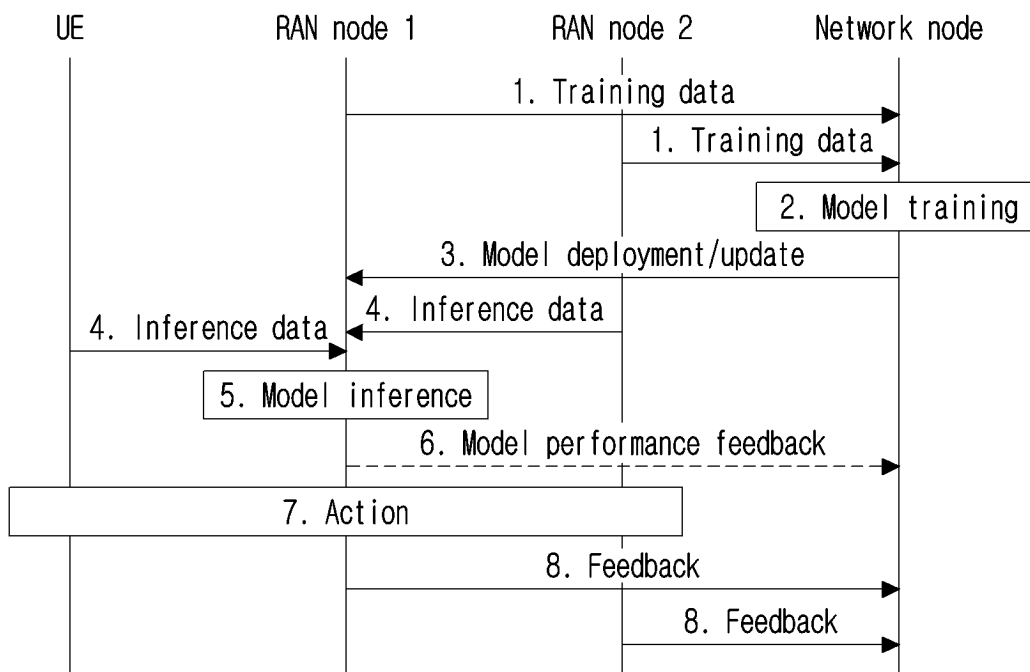 UE
RAN node 1
RAN node 2
Network node
1. Training data
1. Training data
2. Model training
3. Model deployment/update
4. Inference data
4. Inference data
5. Model inference
6. Model performance feedback
7. Action
8. Feedback
8. Feedback